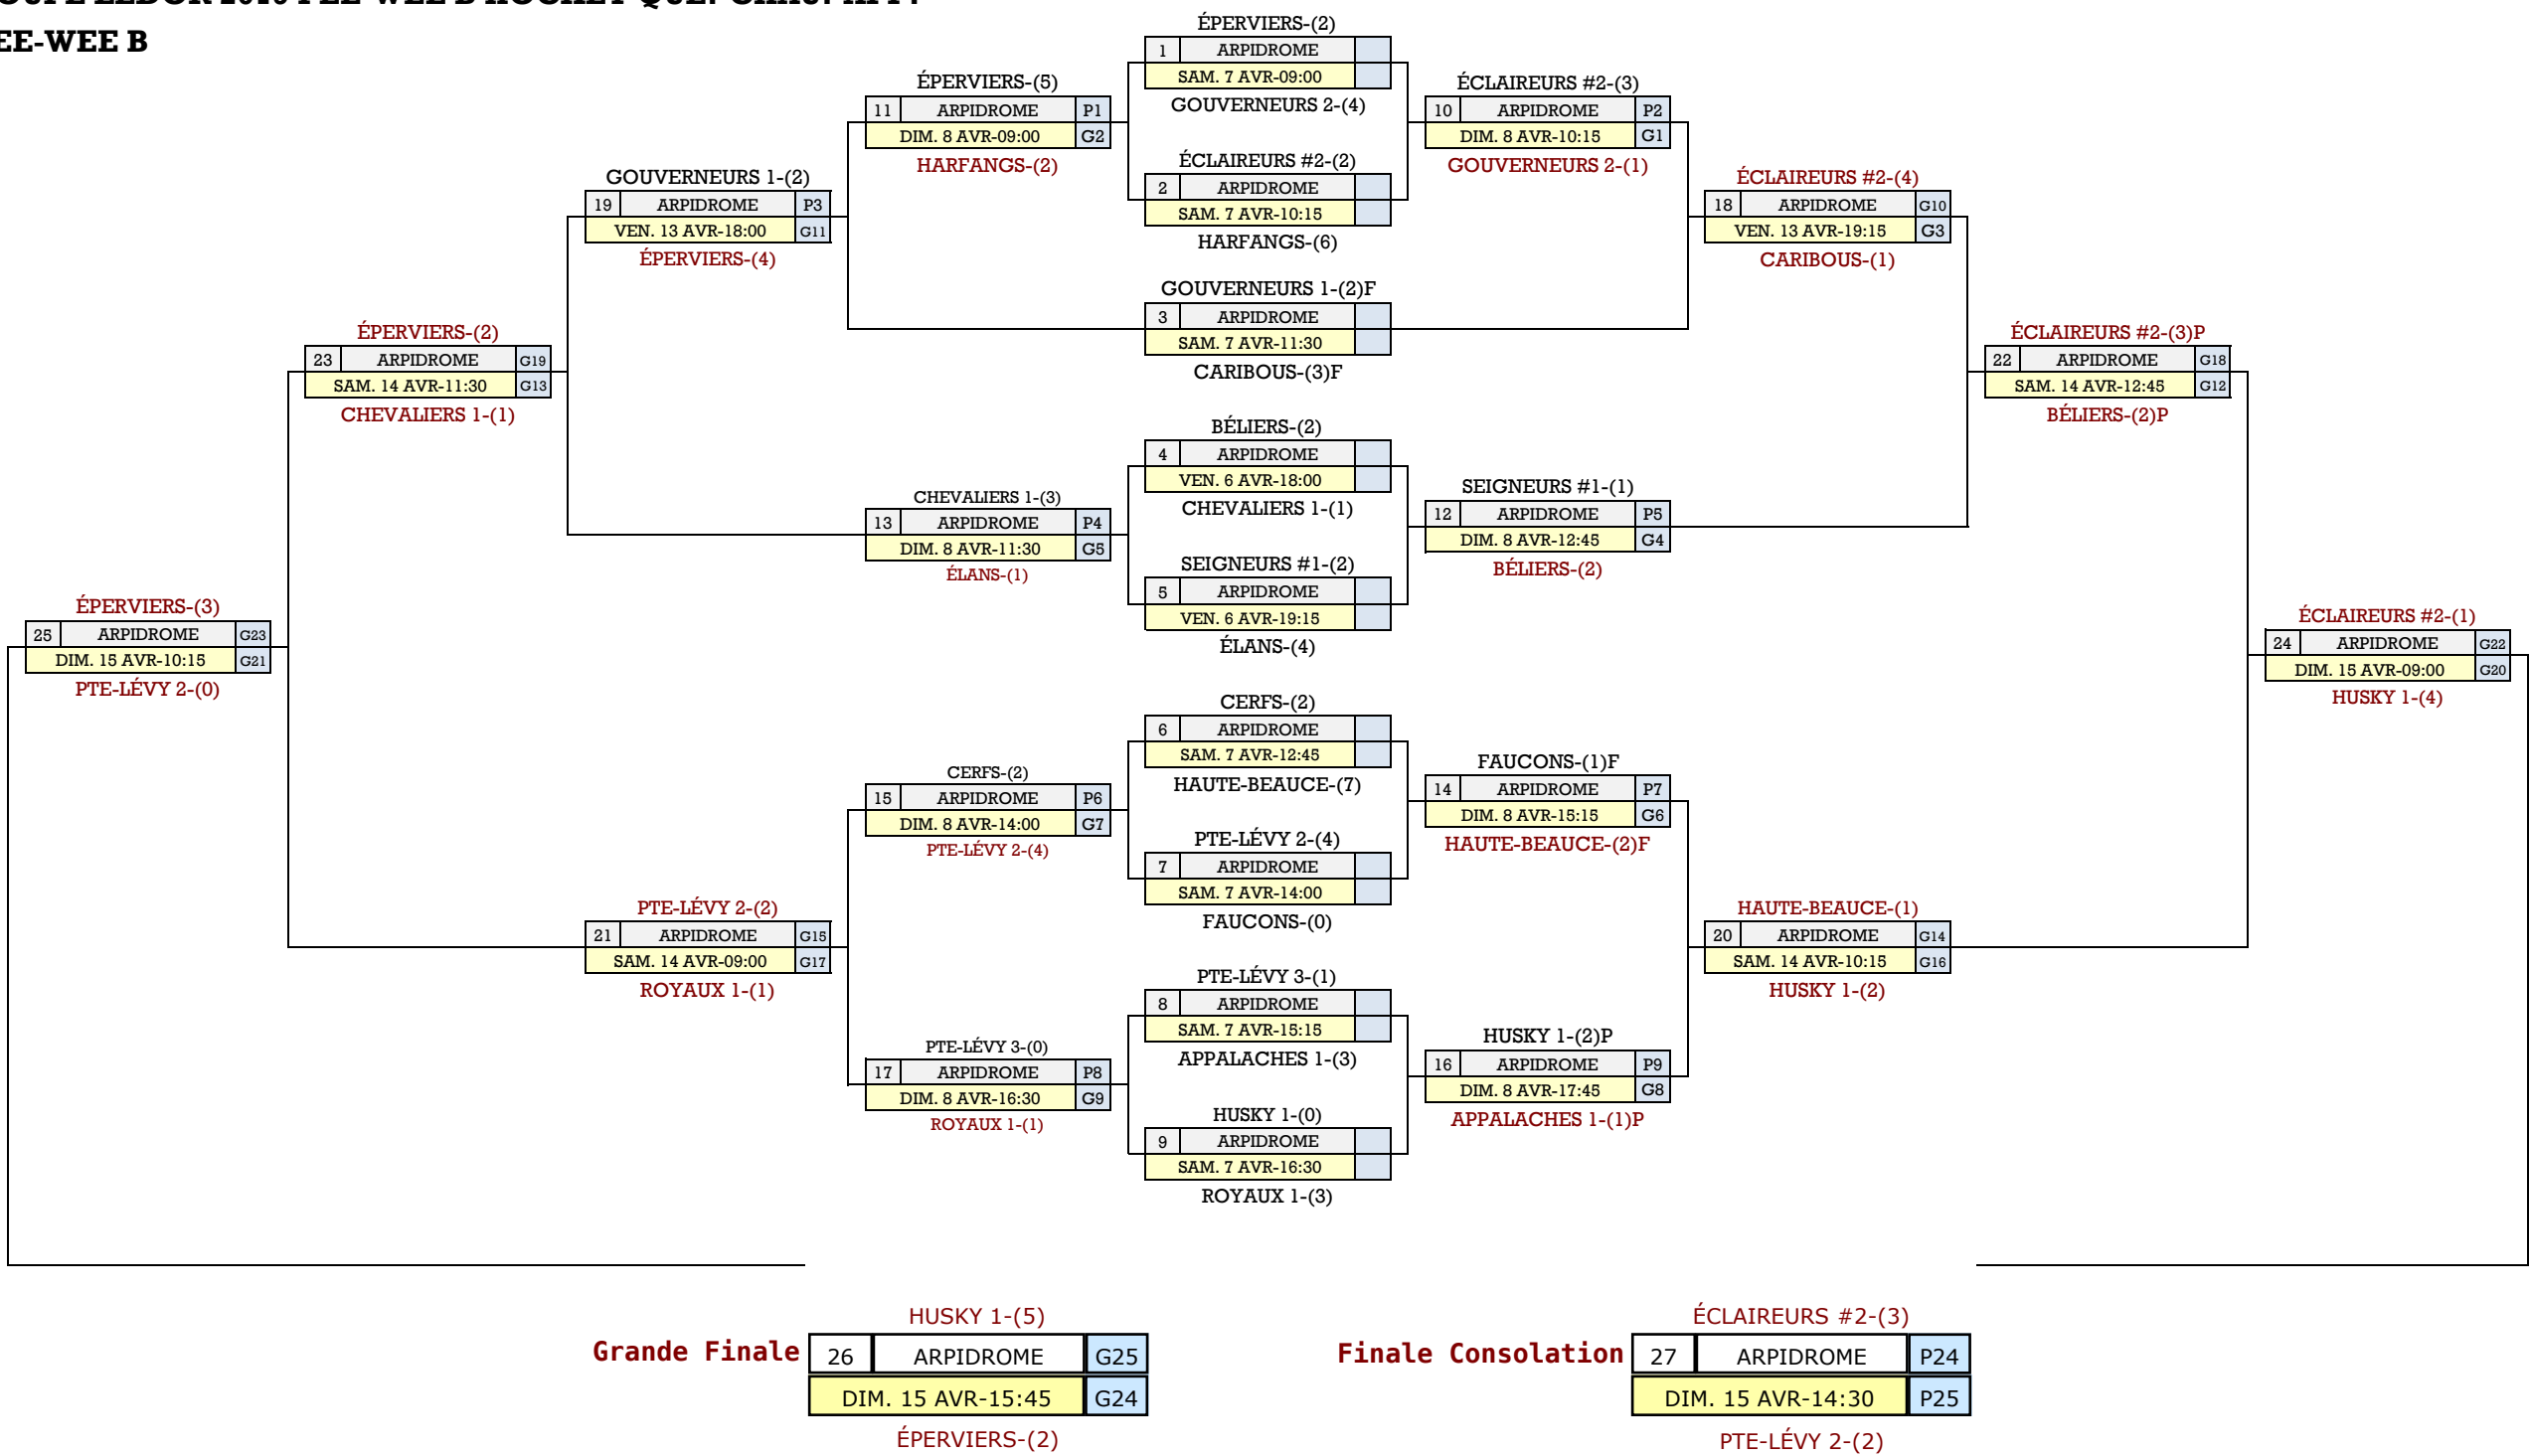 EE-WEE B
ÉPERVIERS-(2)
1 ARPIDROME
SAM. 7 AVR-09:00
GOUVERNEURS 2-(4)
ÉCLAIREURS #2-(2)
2 ARPIDROME
SAM. 7 AVR-10:15
HARFANGS-(6)
GOUVERNEURS 1-(2)F
3 ARPIDROME
SAM. 7 AVR-11:30
CARIBOUS-(3)F
BÉLIERS-(2)
4 ARPIDROME
VEN. 6 AVR-18:00
CHEVALIERS 1-(1)
SEIGNEURS #1-(2)
5 ARPIDROME
VEN. 6 AVR-19:15
ÉLANS-(4)
CERFS-(2)
6 ARPIDROME
SAM. 7 AVR-12:45
HAUTE-BEAUCE-(7)
PTE-LÉVY 2-(4)
7 ARPIDROME
SAM. 7 AVR-14:00
FAUCONS-(0)
PTE-LÉVY 3-(1)
8 ARPIDROME
SAM. 7 AVR-15:15
APPALACHES 1-(3)
HUSKY 1-(0)
9 ARPIDROME
SAM. 7 AVR-16:30
ROYAUX 1-(3)
ÉPERVIERS-(5)
11 ARPIDROME P1
DIM. 8 AVR-09:00 G2
HARFANGS-(2)
CHEVALIERS 1-(3)
13 ARPIDROME P4
DIM. 8 AVR-11:30 G5
ÉLANS-(1)
CERFS-(2)
15 ARPIDROME P6
DIM. 8 AVR-14:00 G7
PTE-LÉVY 2-(4)
PTE-LÉVY 3-(0)
17 ARPIDROME P8
DIM. 8 AVR-16:30 G9
ROYAUX 1-(1)
GOUVERNEURS 1-(2)
19 ARPIDROME P3
VEN. 13 AVR-18:00 G11
ÉPERVIERS-(4)
PTE-LÉVY 2-(2)
21 ARPIDROME G15
SAM. 14 AVR-09:00 G17
ROYAUX 1-(1)
ÉPERVIERS-(2)
23 ARPIDROME G19
SAM. 14 AVR-11:30 G13
CHEVALIERS 1-(1)
ÉPERVIERS-(3)
25 ARPIDROME G23
DIM. 15 AVR-10:15 G21
PTE-LÉVY 2-(0)
ÉCLAIREURS #2-(3)
10 ARPIDROME P2
DIM. 8 AVR-10:15 G1
GOUVERNEURS 2-(1)
SEIGNEURS #1-(1)
12 ARPIDROME P5
DIM. 8 AVR-12:45 G4
BÉLIERS-(2)
FAUCONS-(1)F
14 ARPIDROME P7
DIM. 8 AVR-15:15 G6
HAUTE-BEAUCE-(2)F
HUSKY 1-(2)P
16 ARPIDROME P9
DIM. 8 AVR-17:45 G8
APPALACHES 1-(1)P
ÉCLAIREURS #2-(4)
18 ARPIDROME G10
VEN. 13 AVR-19:15 G3
CARIBOUS-(1)
HAUTE-BEAUCE-(1)
20 ARPIDROME G14
SAM. 14 AVR-10:15 G16
HUSKY 1-(2)
ÉCLAIREURS #2-(3)P
22 ARPIDROME G18
SAM. 14 AVR-12:45 G12
BÉLIERS-(2)P
ÉCLAIREURS #2-(1)
24 ARPIDROME G22
DIM. 15 AVR-09:00 G20
HUSKY 1-(4)
HUSKY 1-(5)
Grande Finale 26 ARPIDROME G25
DIM. 15 AVR-15:45 G24
ÉPERVIERS-(2)
ÉCLAIREURS #2-(3)
Finale Consolation 27 ARPIDROME P24
DIM. 15 AVR-14:30 P25
PTE-LÉVY 2-(2)